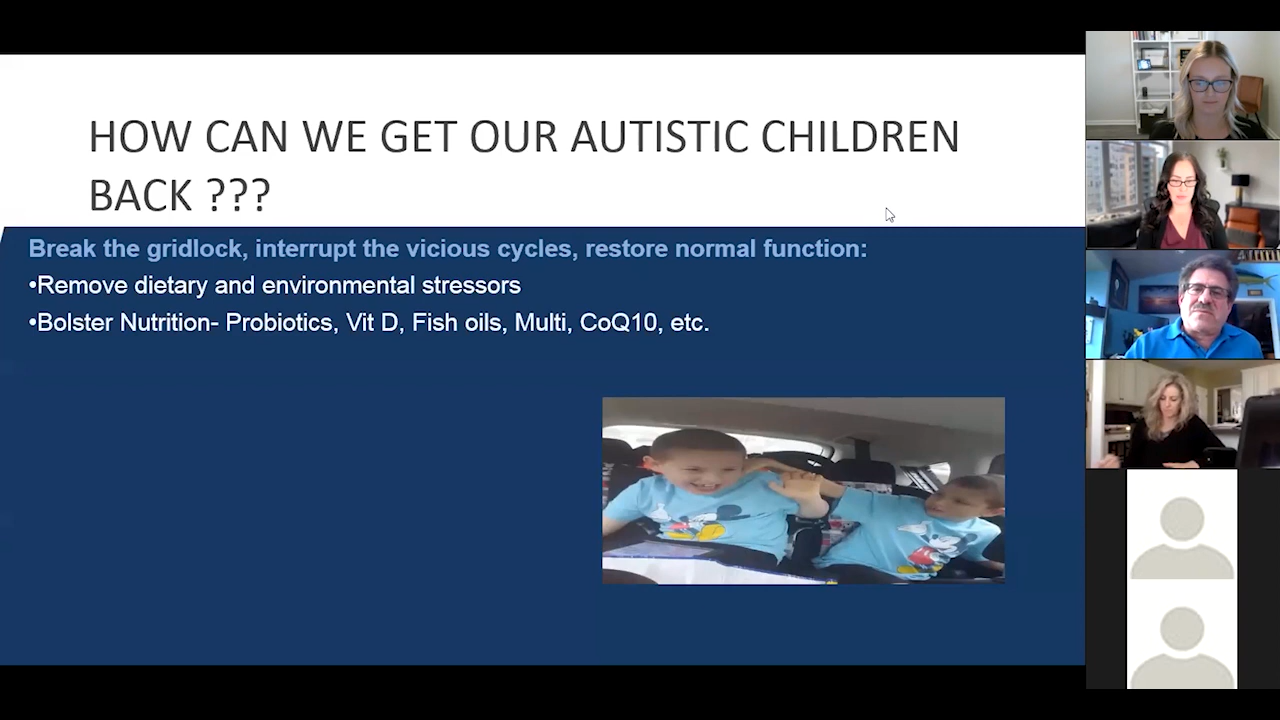 HOW CAN WE GET OUR AUTISTIC CHILDREN
BACK ???
Break the gridlock, interrupt the vicious cycles, restore normal function:
•Remove dietary and environmental stressors
•Bolster Nutrition- Probiotics, Vit D, Fish oils, Multi, CoQ10, etc.